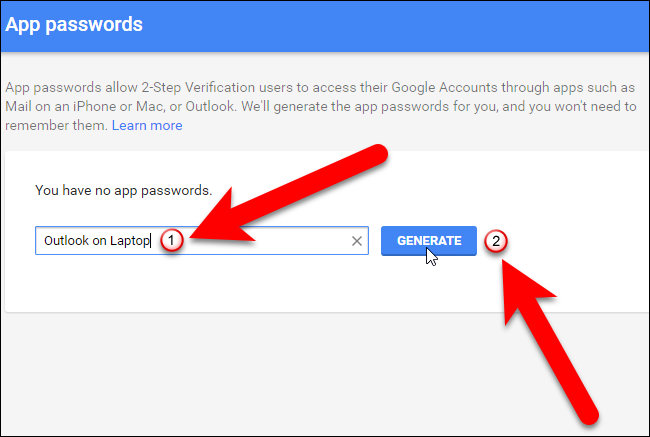 App passwords
App passwords allow 2-Step Verification users to access their Google Accounts through apps such as
Mail on an iPhone or Mac, or Outlook. We'll generate the app passwords for you, and you won't need to
remember them. Learn more
You have no app passwords.
Outlook on Laptop 1 × GENERATE 2